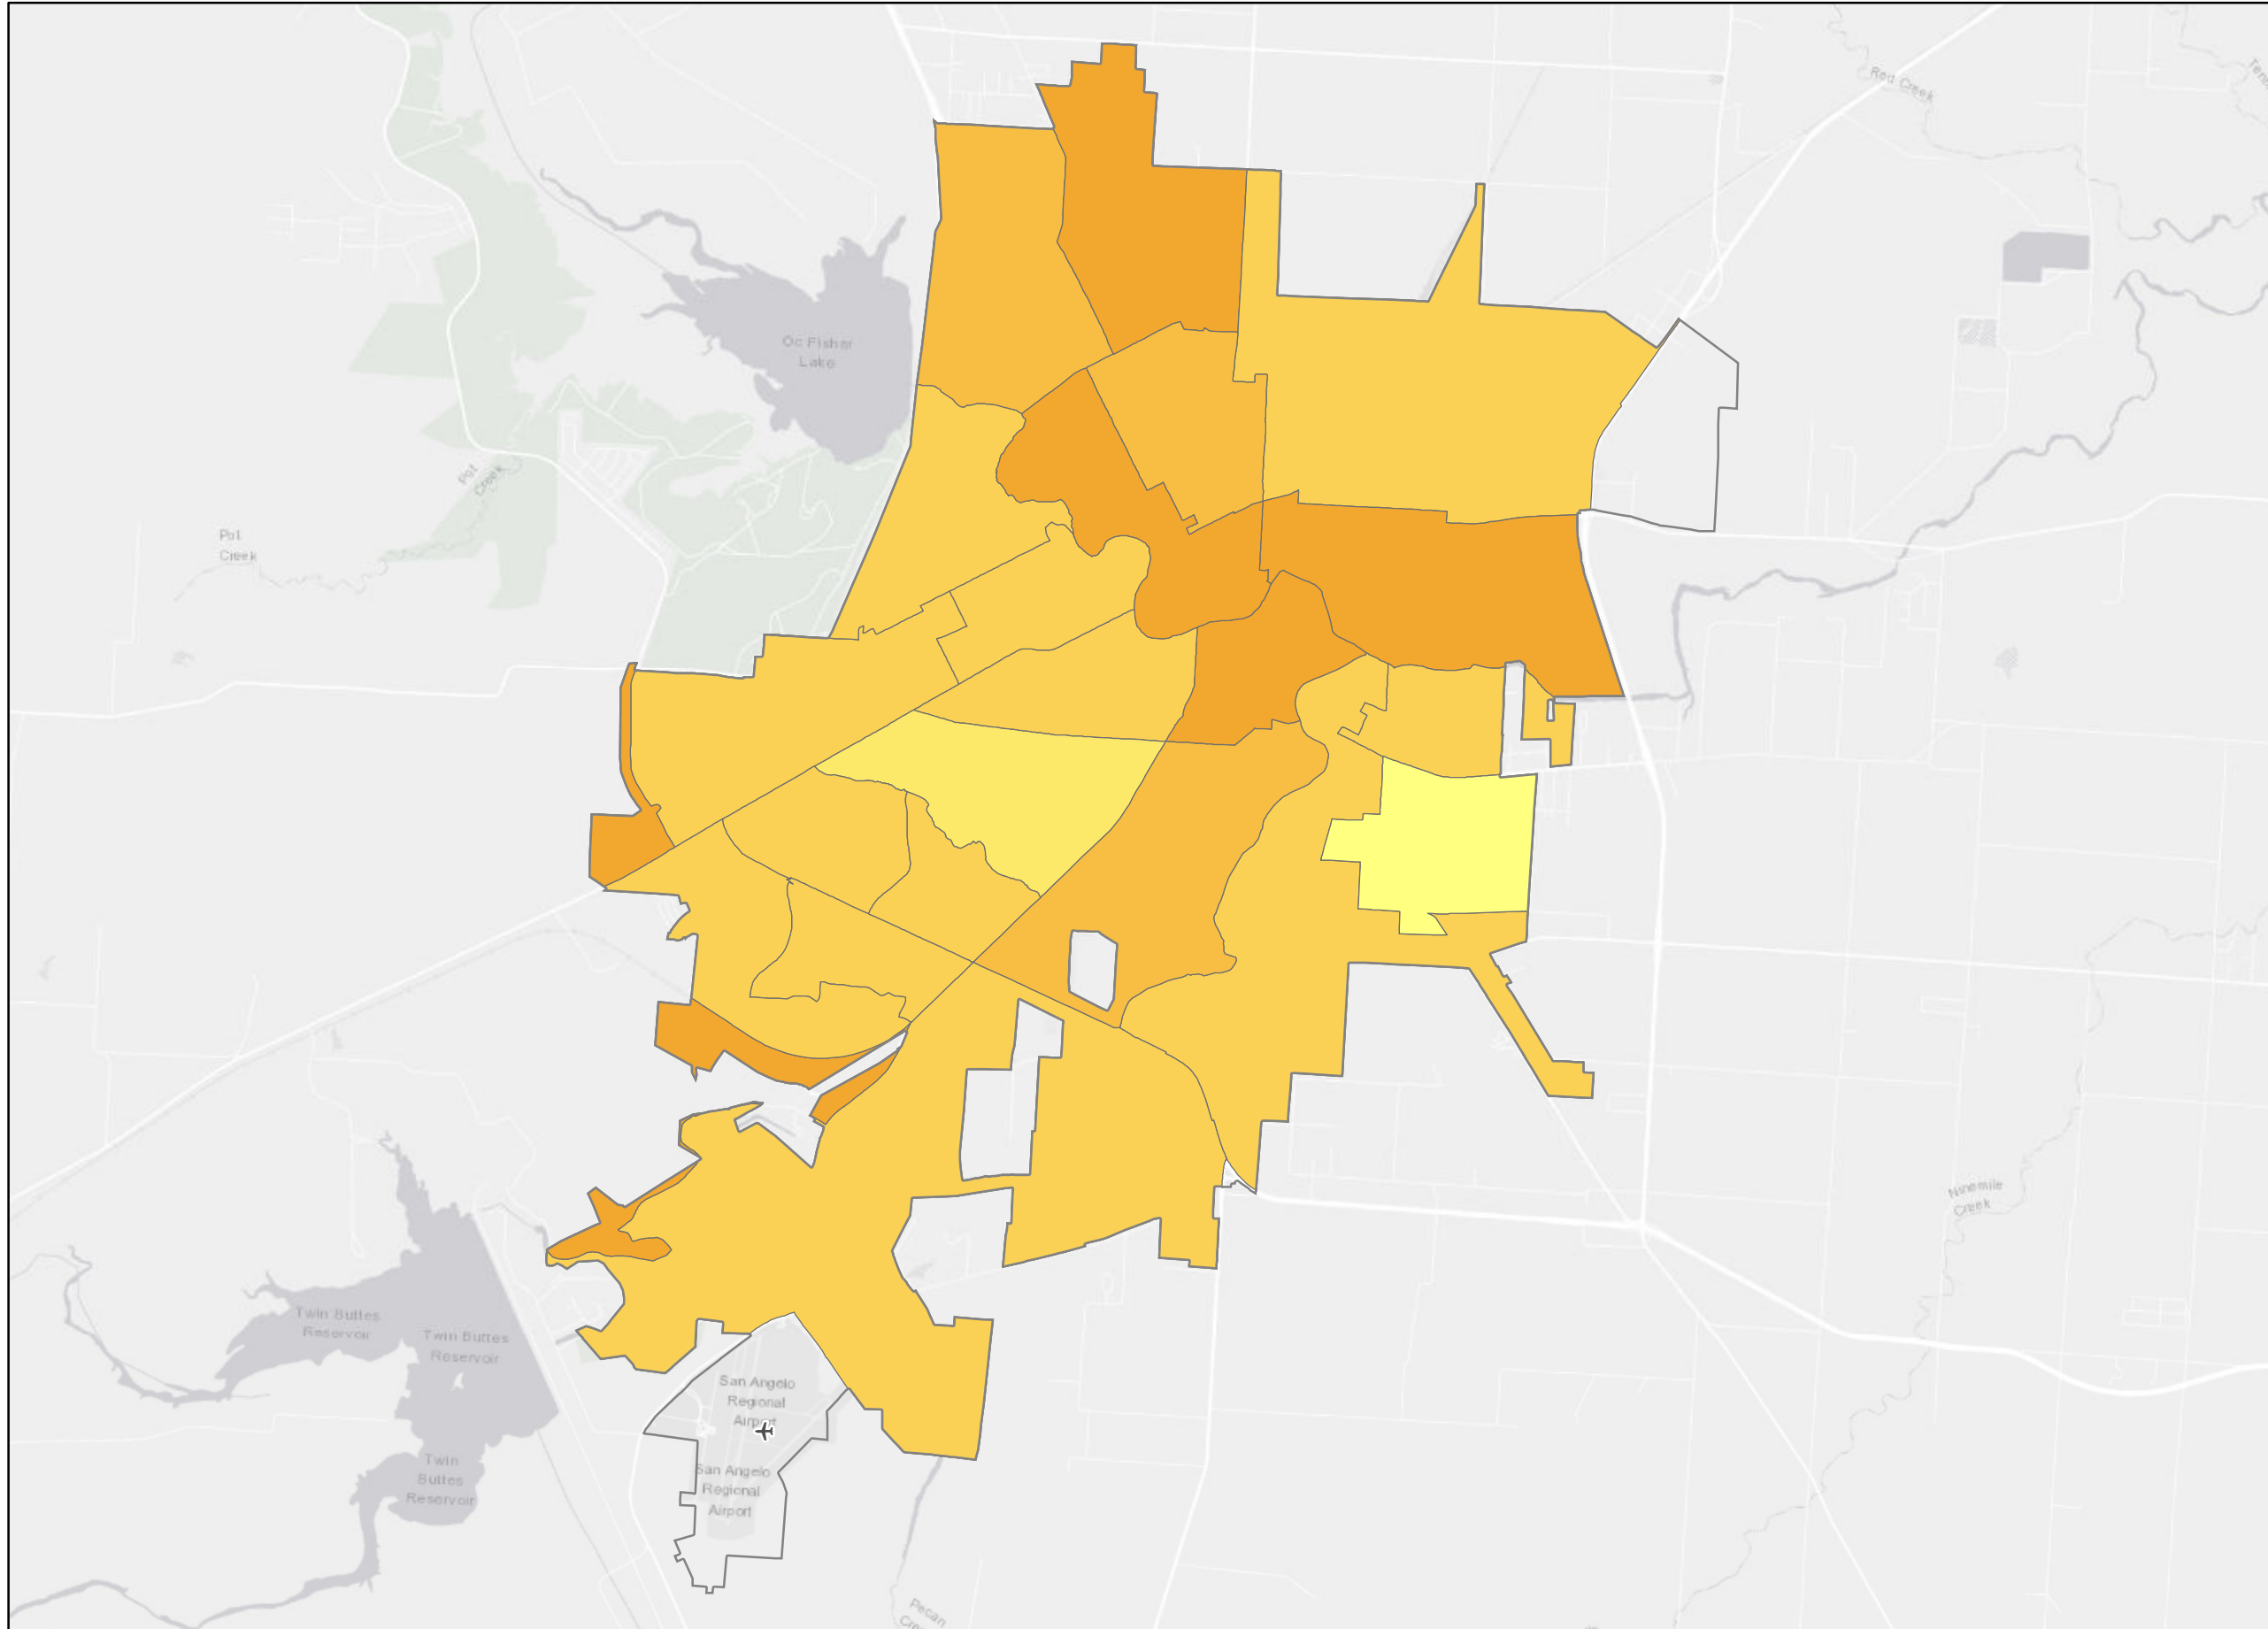 Red Creek
Oc Fisher
Lake
Pot
Creek
Pot
Creek
Ninemile
Creek
Twin Buttes
Reservoir
Twin Buttes
Reservoir
San Angelo
Regional
Airport
Twin
Buttes
Reservoir
San Angelo
Regional
Airport
Pecan